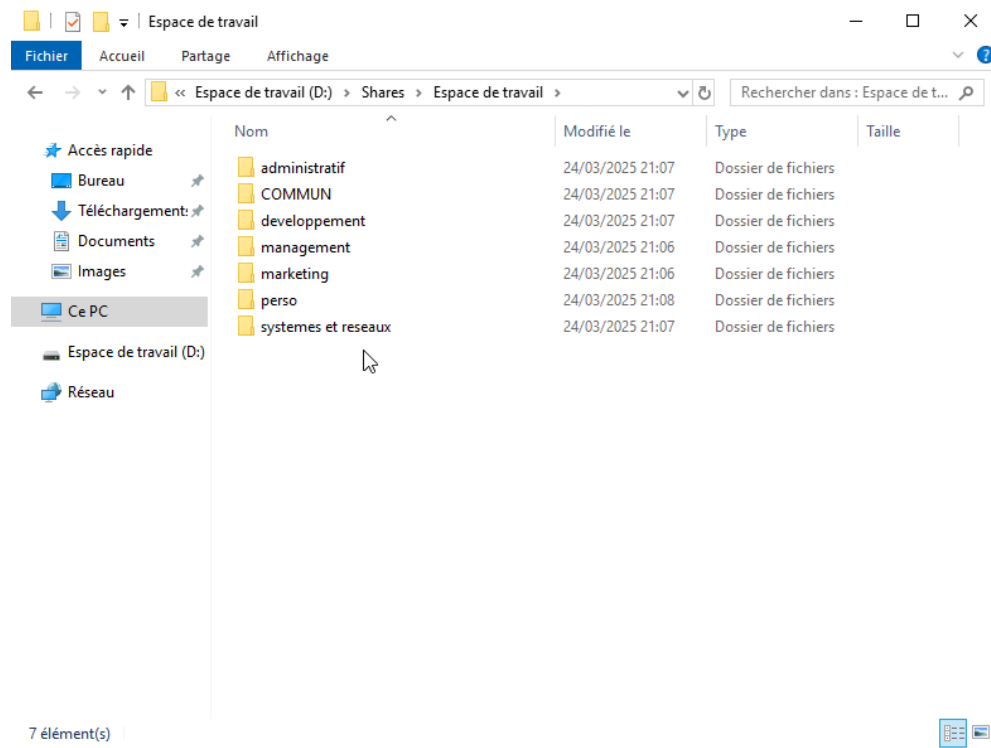 Espace de travail
Fichier Accueil Partage Affichage ?
« Espace de travail (D:) > Shares > Espace de travail > Rechercher dans : Espace de t...
Nom Modifié le Type Taille
Accès rapide
Bureau
Téléchargement:
Documents
Images
Ce PC
Espace de travail (D:)
Réseau
administratif 24/03/2025 21:07 Dossier de fichiers
COMMUN 24/03/2025 21:07 Dossier de fichiers
developpement 24/03/2025 21:07 Dossier de fichiers
management 24/03/2025 21:06 Dossier de fichiers
marketing 24/03/2025 21:06 Dossier de fichiers
perso 24/03/2025 21:08 Dossier de fichiers
systemes et reseaux 24/03/2025 21:07 Dossier de fichiers
7 élément(s)